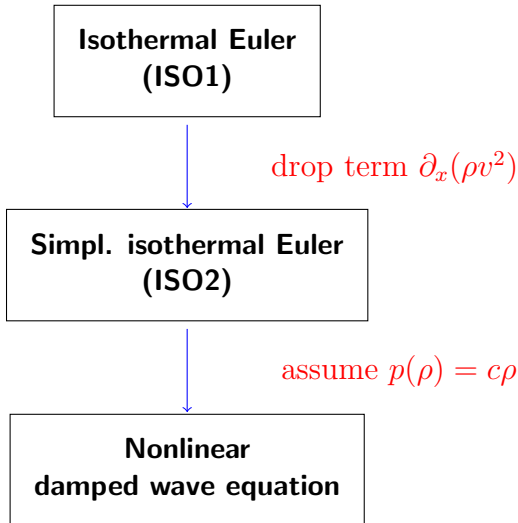 Isothermal Euler
(ISO1)
drop term ∂ₓ(ρv²)
Simpl. isothermal Euler
(ISO2)
assume p(ρ) = cρ
Nonlinear
damped wave equation